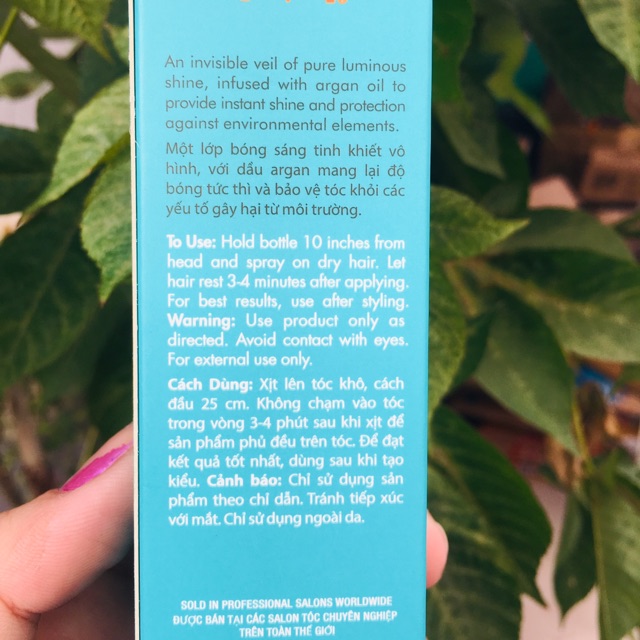 An invisible veil of pure luminous
shine, infused with argan oil to
provide instant shine and protection
against environmental elements.
Một lớp bóng sáng tinh khiết vô
hình, với dầu argan mang lại độ
bóng tức thì và bảo vệ tóc khỏi các
yếu tố gây hại từ môi trường.
To Use: Hold bottle 10 inches from
head and spray on dry hair. Let
hair rest 3-4 minutes after applying.
For best results, use after styling.
Warning: Use product only as
directed. Avoid contact with eyes.
For external use only.
Cách Dùng: Xịt lên tóc khô, cách
đầu 25 cm. Không chạm vào tóc
trong vòng 3-4 phút sau khi xịt để
sản phẩm phủ đều trên tóc. Để đạt
kết quả tốt nhất, dùng sau khi tạo
kiểu. Cảnh báo: Chỉ sử dụng sản
phẩm theo chỉ dẫn. Tránh tiếp xúc
với mắt. Chỉ sử dụng ngoài da.
SOLD IN PROFESSIONAL SALONS WORLDWIDE
ĐƯỢC BÁN TẠI CÁC SALON TÓC CHUYÊN NGHIỆP
TRÊN TOÀN THẾ GIỚI